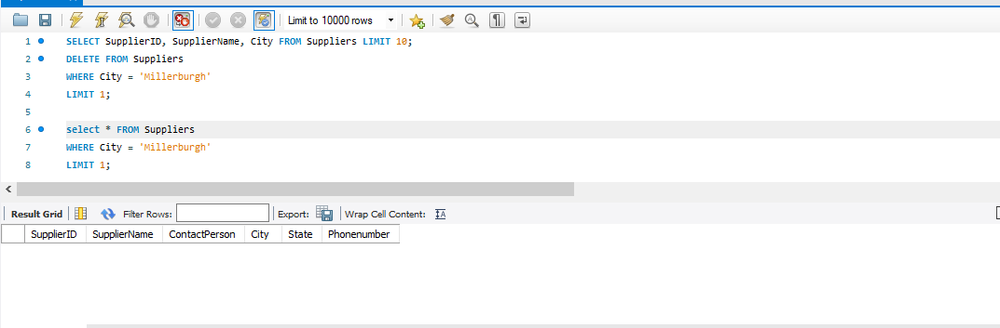 Limit to 10000 rows
1 SELECT SupplierID, SupplierName, City FROM Suppliers LIMIT 10;
2 DELETE FROM Suppliers
3 WHERE City = 'Millerburgh'
4 LIMIT 1;
5
6 select * FROM Suppliers
7 WHERE City = 'Millerburgh'
8 LIMIT 1;
Result Grid Filter Rows: Export: Wrap Cell Content: IA
SupplierID SupplierName ContactPerson City State Phonenumber